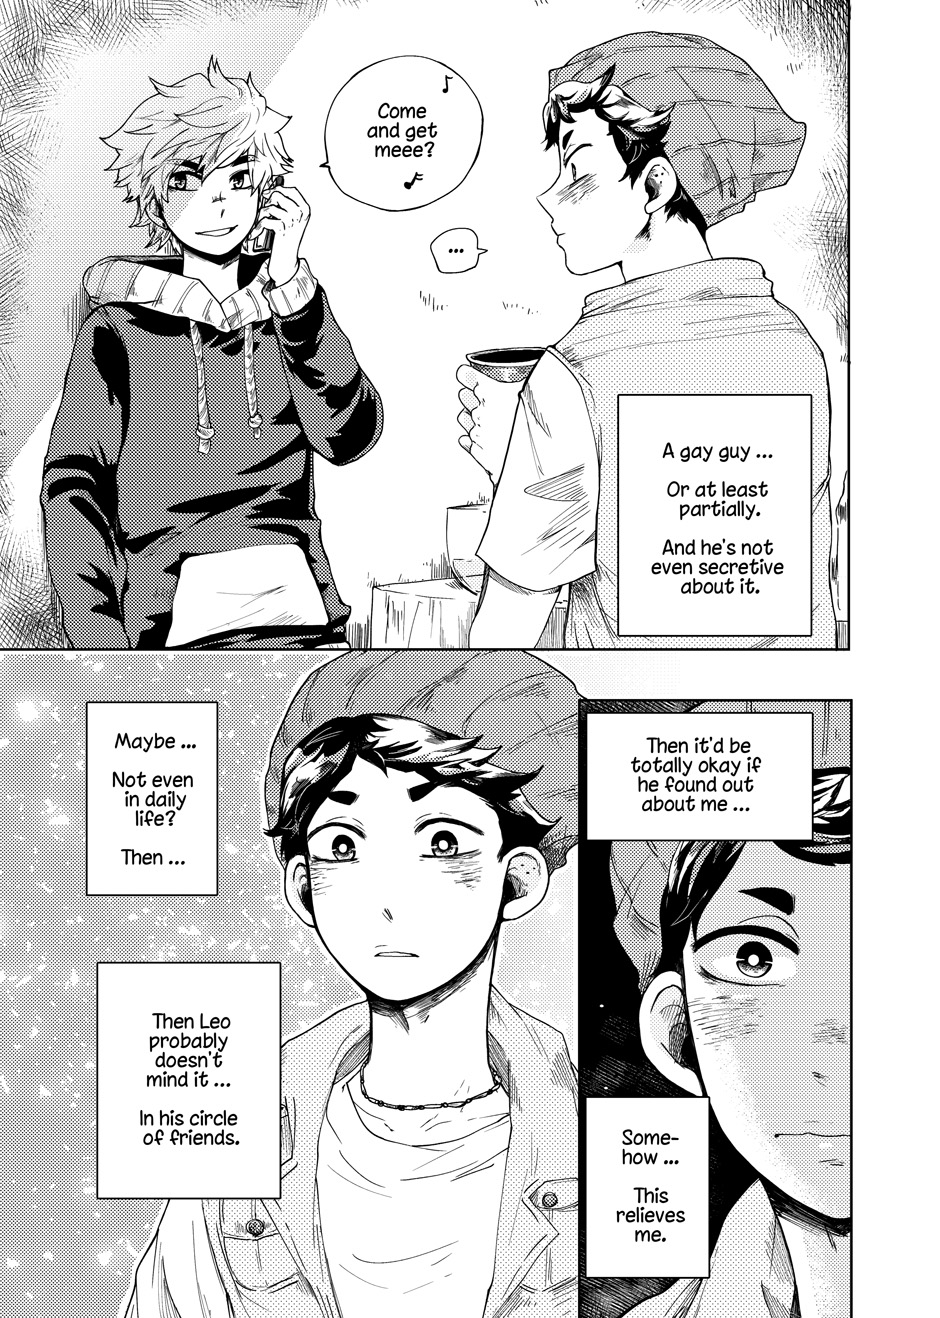 Come
and get
meee?
...
A gay guy ...
Or at least
partially.
And he's not
even secretive
about it.
Maybe ...
Not even
in daily
life?
Then ...
Then Leo
probably
doesn't
mind it ...
In his circle
of friends.
Then it'd be
totally okay if
he found out
about me ...
Some-
how ...
This
relieves
me.